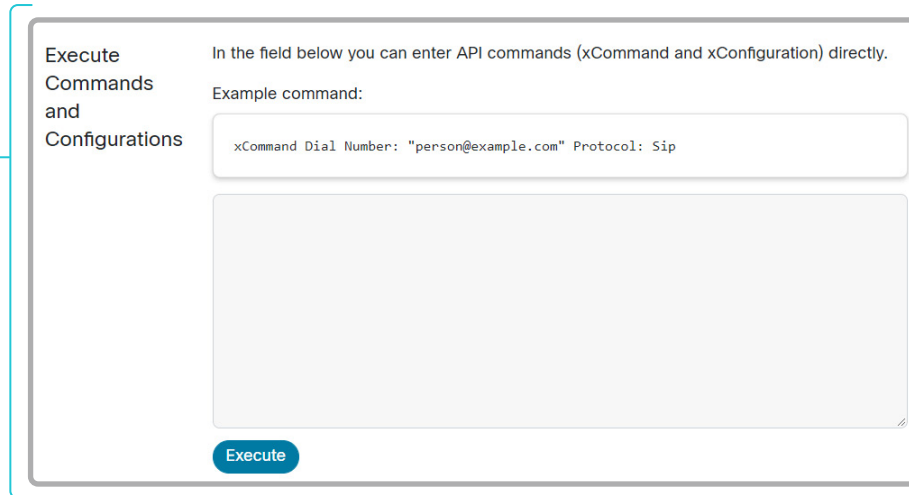 Execute
Commands
and
Configurations
In the field below you can enter API commands (xCommand and xConfiguration) directly.
Example command:
xCommand Dial Number: "person@example.com" Protocol: Sip
Execute